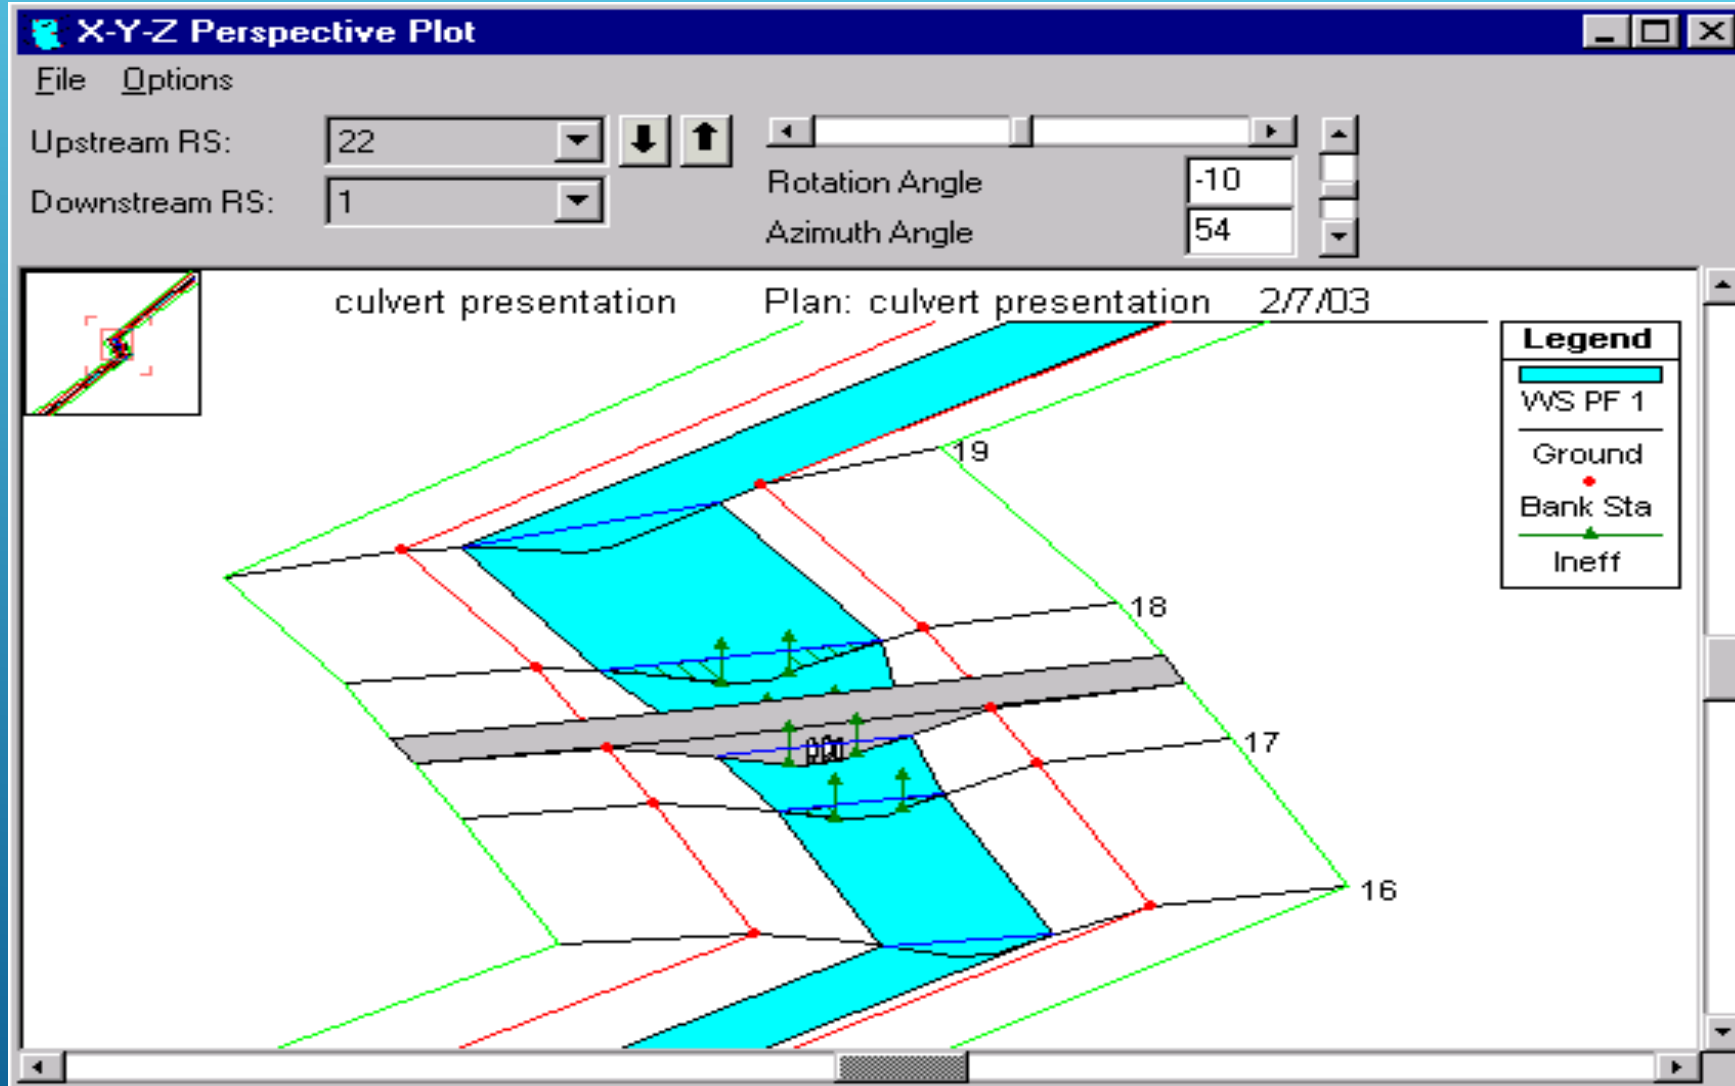 X-Y-Z Perspective Plot
File Options
Upstream RS: 22
Downstream RS: 1
Rotation Angle -10
Azimuth Angle 54
culvert presentation Plan: culvert presentation 2/7/03
Legend
WS PF 1
Ground
Bank Sta
Ineff
19
18
17
16